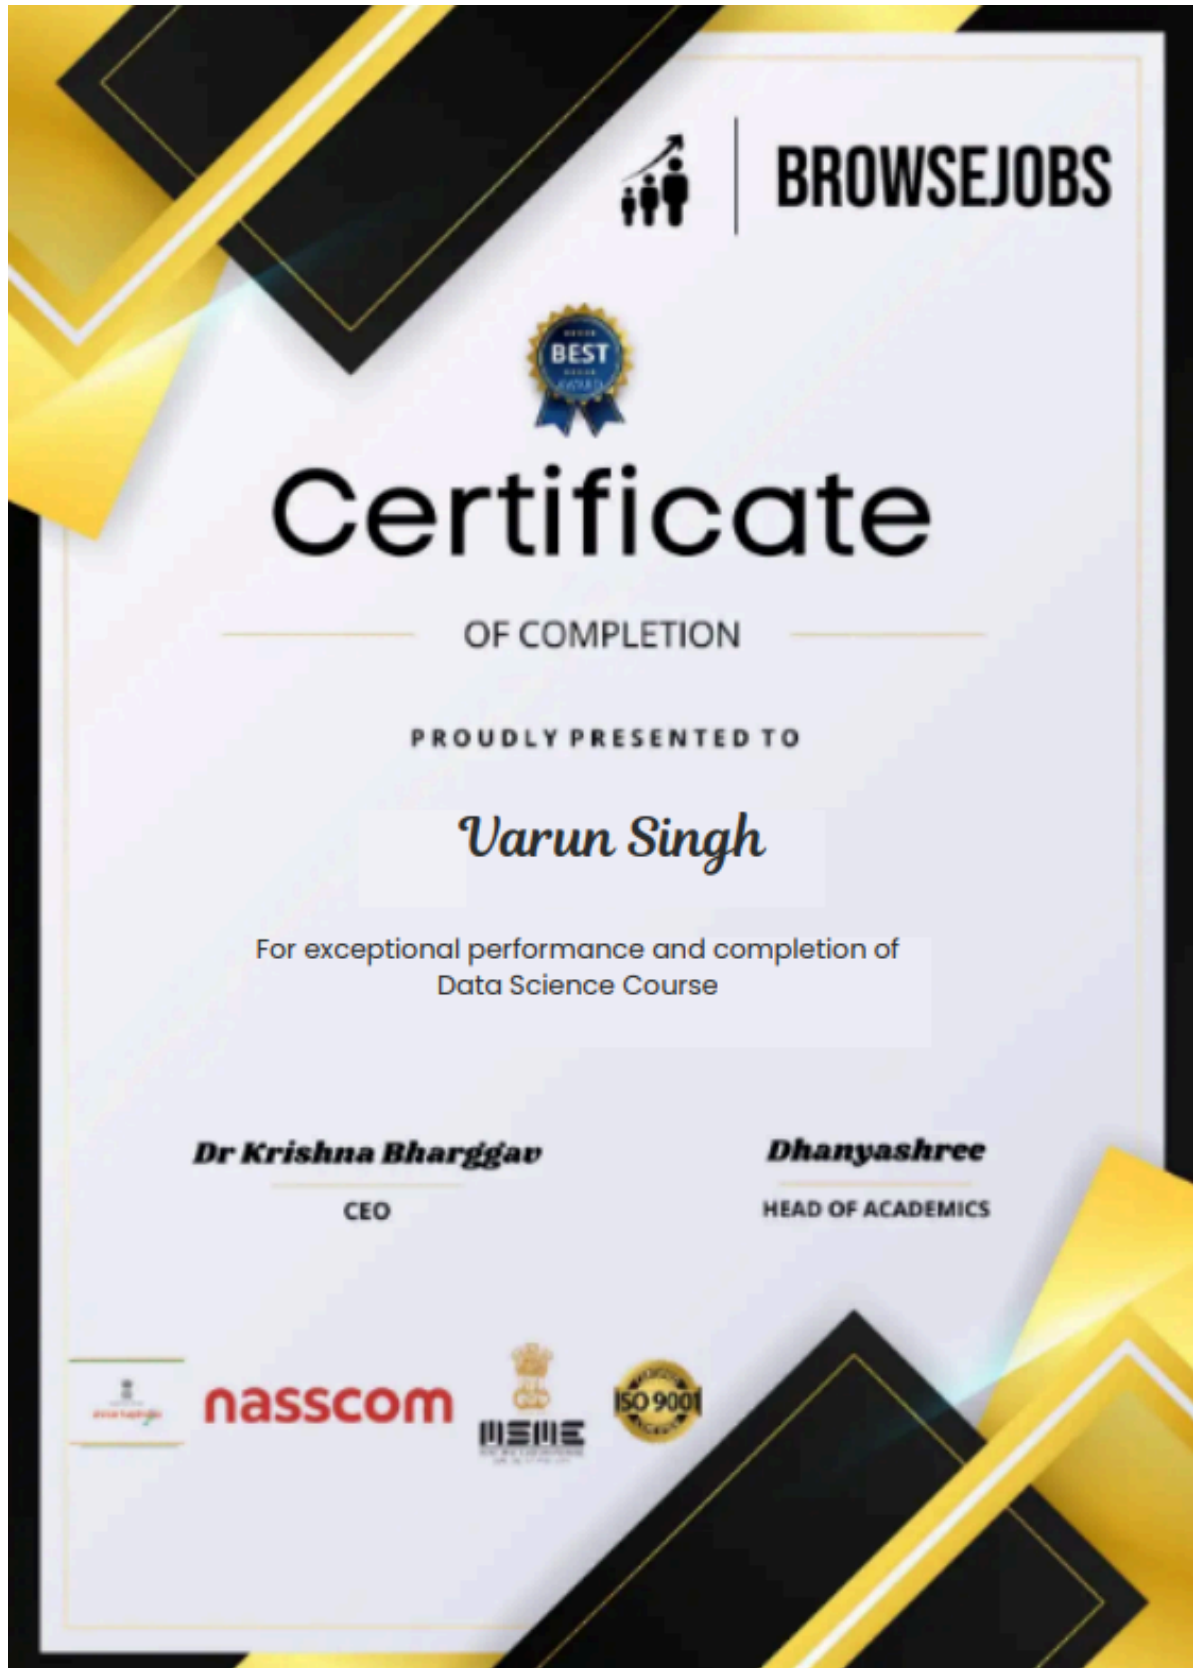 BROWSEJOBS
BEST
AWARD
Certificate
OF COMPLETION
PROUDLY PRESENTED TO
Varun Singh
For exceptional performance and completion of
Data Science Course
Dr Krishna Bharggav
Dhanyashree
CEO
HEAD OF ACADEMICS
nasscom
MSME
ISO 9001